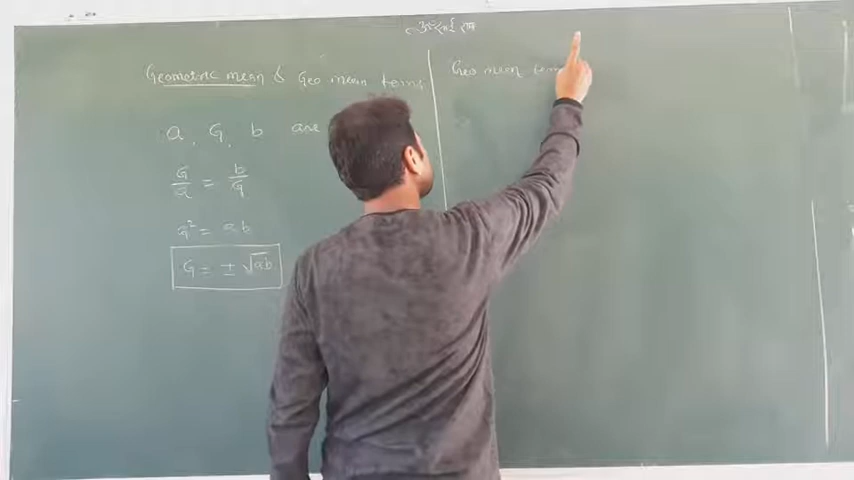 Geometric mean & Geo mean terms
a, G, b are
G/a = b/G
G² = ab
G = ± √ab
Geo mean